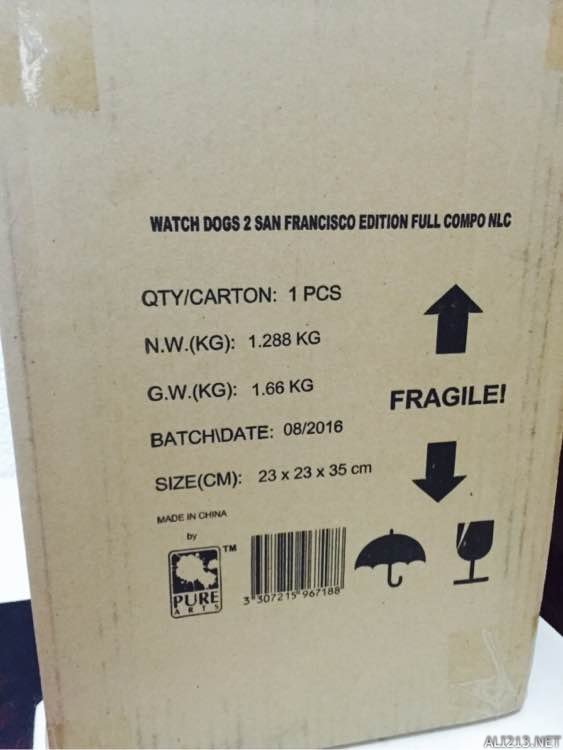 WATCH DOGS 2 SAN FRANCISCO EDITION FULL COMPO NLC
QTY/CARTON: 1 PCS
N.W.(KG): 1.288 KG
G.W.(KG): 1.66 KG
BATCH\DATE: 08/2016
SIZE(CM): 23 x 23 x 35 cm
FRAGILE!
MADE IN CHINA
by
TM
PURE
ARTS
3 307215 967188
ALI213.NET